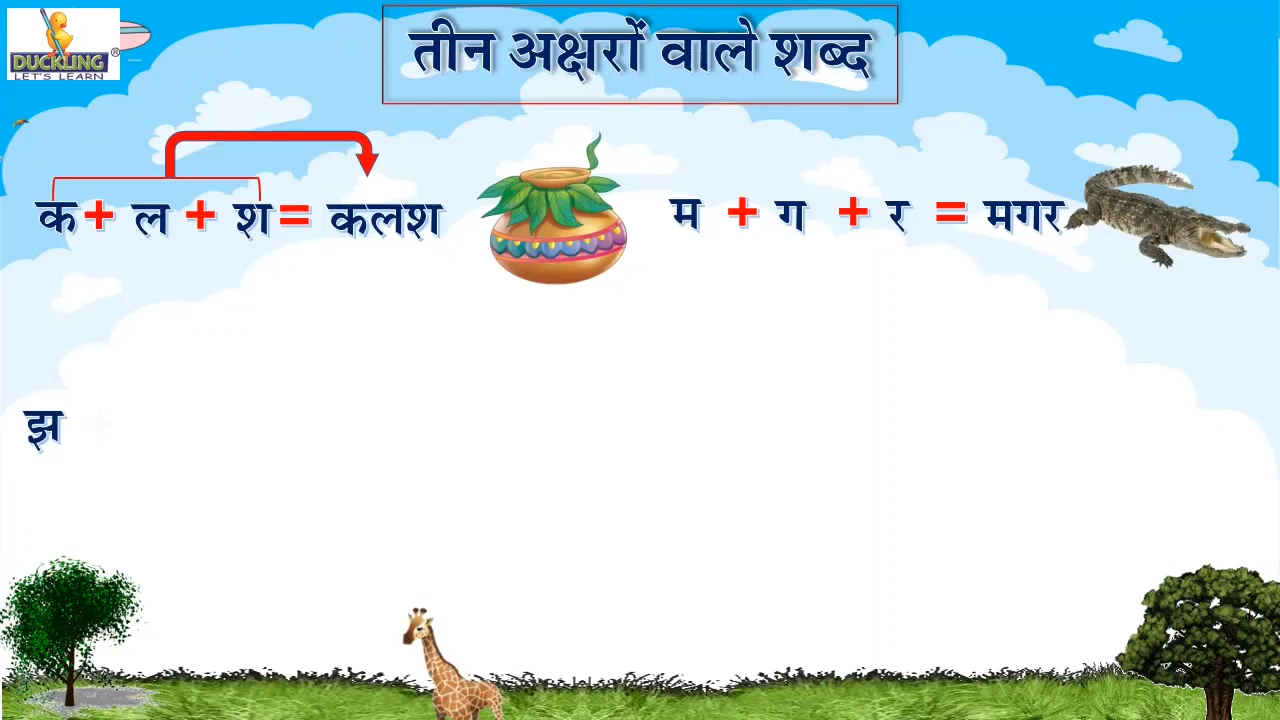 DUCKLING®
LET'S LEARN
तीन अक्षरों वाले शब्द
क + ल + श = कलश
म + ग + र = मगर
झ